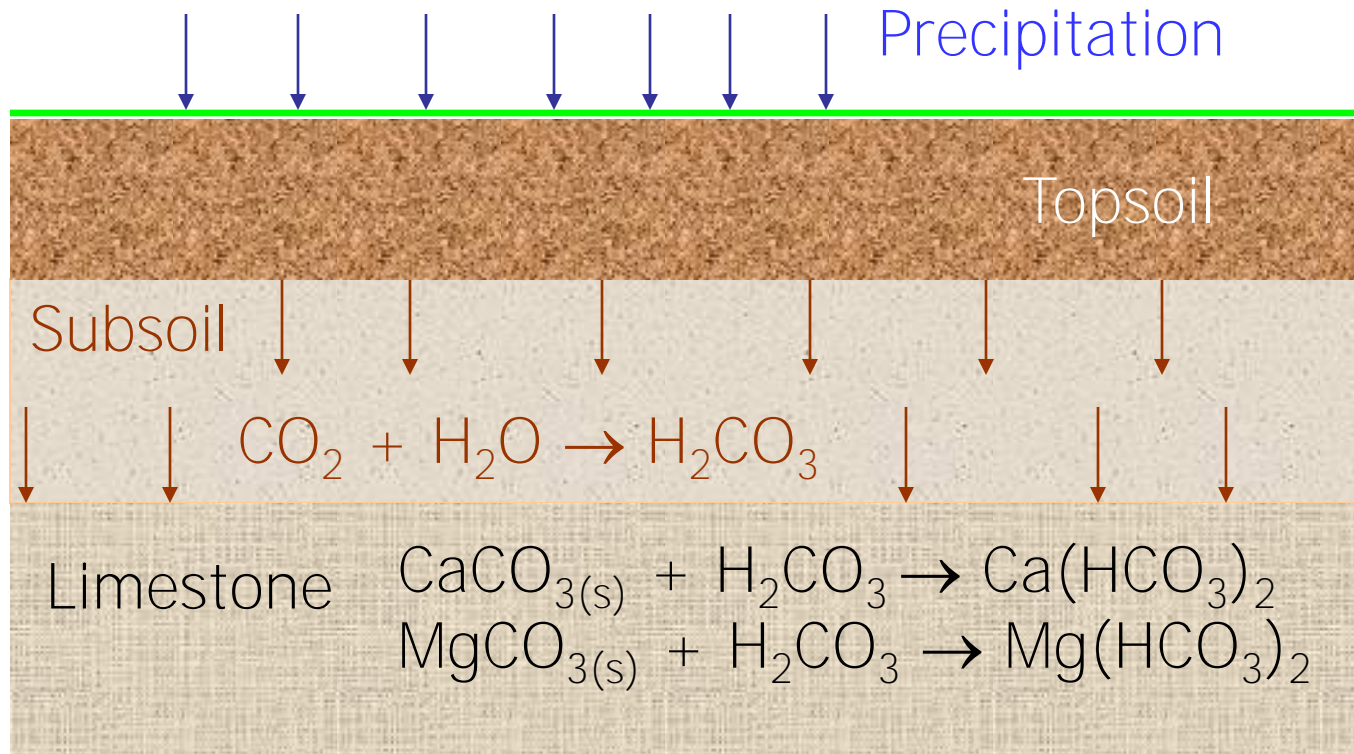 Precipitation
Topsoil
Subsoil
CO₂ + H₂O → H₂CO₃
Limestone
CaCO₃₍ₛ₎ + H₂CO₃ → Ca(HCO₃)₂
MgCO₃₍ₛ₎ + H₂CO₃ → Mg(HCO₃)₂